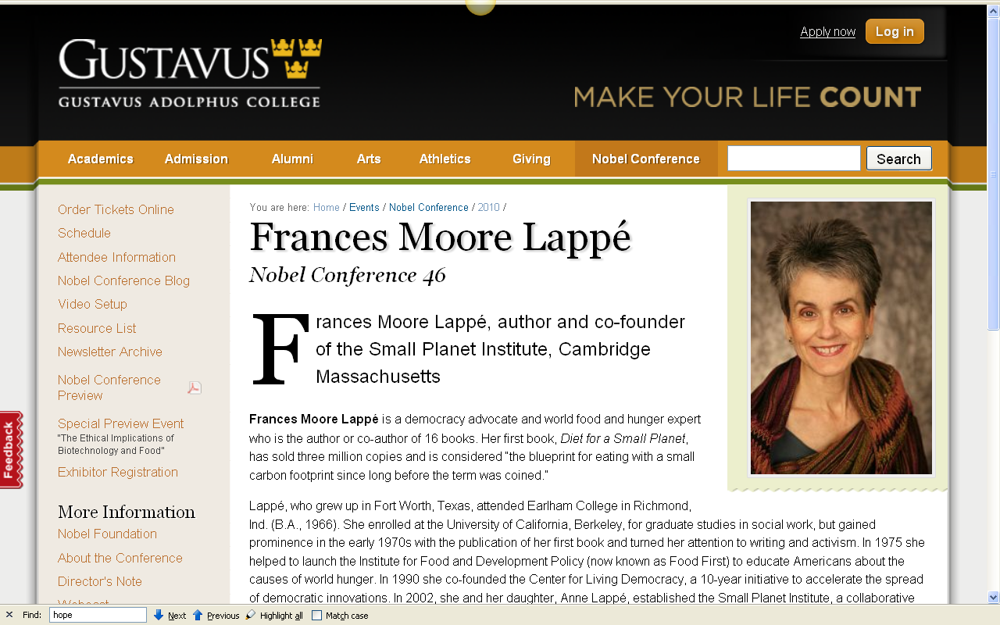 Apply now
Log in
GUSTAVUS
GUSTAVUS ADOLPHUS COLLEGE
MAKE YOUR LIFE COUNT
Academics
Admission
Alumni
Arts
Athletics
Giving
Nobel Conference
Search
Order Tickets Online
Schedule
Attendee Information
Nobel Conference Blog
Video Setup
Resource List
Newsletter Archive
Nobel Conference
Preview
Special Preview Event
"The Ethical Implications of
Biotechnology and Food"
Exhibitor Registration
More Information
Nobel Foundation
About the Conference
Director's Note
Webcast
Feedback
You are here: Home / Events / Nobel Conference / 2010 /
Frances Moore Lappé
Nobel Conference 46
Frances Moore Lappé, author and co-founder
of the Small Planet Institute, Cambridge
Massachusetts
Frances Moore Lappé is a democracy advocate and world food and hunger expert
who is the author or co-author of 16 books. Her first book, Diet for a Small Planet,
has sold three million copies and is considered “the blueprint for eating with a small
carbon footprint since long before the term was coined.”
Lappé, who grew up in Fort Worth, Texas, attended Earlham College in Richmond,
Ind. (B.A., 1966). She enrolled at the University of California, Berkeley, for graduate studies in social work, but gained
prominence in the early 1970s with the publication of her first book and turned her attention to writing and activism. In 1975 she
helped to launch the Institute for Food and Development Policy (now known as Food First) to educate Americans about the
causes of world hunger. In 1990 she co-founded the Center for Living Democracy, a 10-year initiative to accelerate the spread
of democratic innovations. In 2002, she and her daughter, Anne Lappé, established the Small Planet Institute, a collaborative
Find: hope Next Previous Highlight all Match case